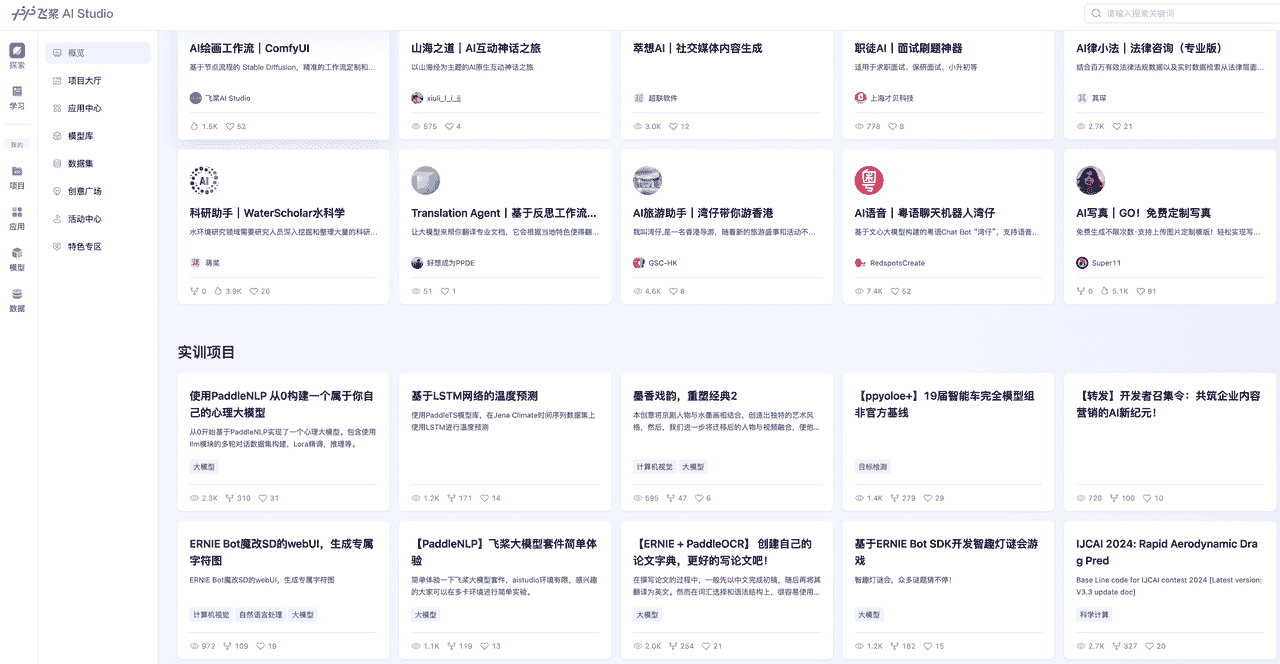 飞桨 AI Studio
请输入搜索关键词
探索
学习
我的
项目
应用
模型
数据
概览
项目大厅
应用中心
模型库
数据集
创意广场
活动中心
特色专区
AI绘画工作流｜ComfyUI
基于节点流程的 Stable Diffusion，精准的工作流定制和...
飞桨AI Studio
1.5K 52
山海之道｜AI互动神话之旅
以山海经为主题的AI原生互动神话之旅
xiuli_l_i_jj
575 4
萃想AI｜社交媒体内容生成
超 超联软件
3.0K 12
职徒AI｜面试刷题神器
适用于求职面试、保研面试、小升初等
上海才贝科技
778 8
AI律小法｜法律咨询（专业版）
结合百万有效法律法规数据以及实时数据检索从法律层面...
其 其琛
2.7K 21
AI
科研助手｜WaterScholar水科学
水环境研究领域需要研究人员深入挖掘和整理大量的科研...
0 3.9K 20
Translation Agent｜基于反思工作流...
让大模型来帮你翻译专业文档，它会根据当地特色使得翻...
好想成为PPDE
51 1
AI旅游助手｜湾仔带你游香港
我叫湾仔,是一名香港导游，随着新的旅游盛事和活动不...
GSC-HK
4.6K 8
粤
AI语音｜粤语聊天机器人湾仔
基于文心大模型构建的粤语Chat Bot “湾仔”，支持语音...
RedspotsCreate
7.4K 52
AI写真｜GO！免费定制写真
免费生成不限次数·支持上传图片定制模版！轻松实现写...
Super11
0 5.1K 81
实训项目
使用PaddleNLP 从0构建一个属于你自
己的心理大模型
从0开始基于PaddleNLP实现了一个心理大模型。包含使用
llm模块的多轮对话数据集构建，Lora精调，推理等。
大模型
2.3K 310 31
基于LSTM网络的温度预测
使用PaddleTS模型库，在Jena Climate时间序列数据集上
使用LSTM进行温度预测
1.2K 171 14
墨香戏韵，重塑经典2
本创意将京剧人物与水墨画相结合，创造出独特的艺术风
格，然后，我们进一步将迁移后的人物与视频融合，使他...
计算机视觉 大模型
595 47 6
【ppyoloe+】19届智能车完全模型组
非官方基线
目标检测
1.4K 279 29
【转发】开发者召集令：共筑企业内容
营销的AI新纪元！
720 100 10
ERNIE Bot魔改SD的webUI，生成专属
字符图
ERNIE Bot魔改SD的webUI，生成专属字符图
计算机视觉 自然语言处理 大模型
972 109 19
【PaddleNLP】飞桨大模型套件简单体
验
简单体验一下飞桨大模型套件，aistudio环境有限，感兴趣
的大家可以在多卡环境进行简单实验。
大模型
1.1K 119 13
【ERNIE + PaddleOCR】 创建自己的
论文字典，更好的写论文吧！
在撰写论文的过程中，一般先以中文完成初稿，随后再将其
翻译为英文。然而在词汇选择和语法结构上，很容易使用...
大模型
2.0K 254 21
基于ERNIE Bot SDK开发智趣灯谜会游
戏
智趣灯谜会，众多谜题猜不停！
大模型
1.2K 182 15
IJCAI 2024: Rapid Aerodynamic Dra
g Pred
Base Line code for IJCAI contest 2024 [Latest version:
V3.3 update doc]
科学计算
2.7K 327 20